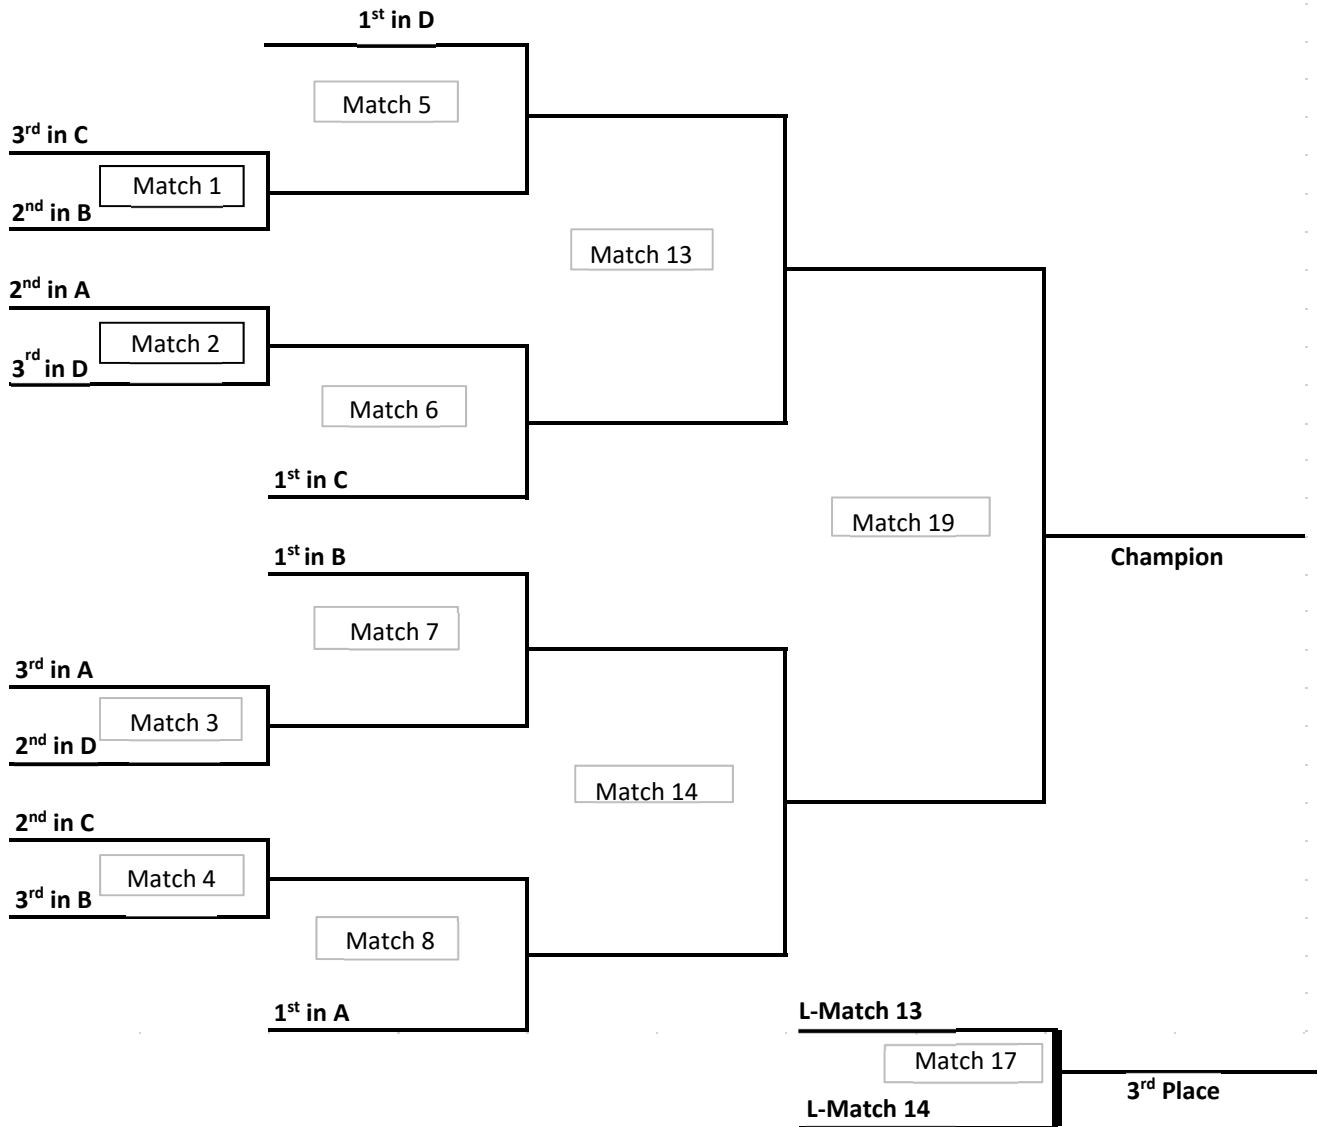 1st in D
Match 5
3rd in C
Match 1
2nd in B
Match 13
2nd in A
Match 2
3rd in D
Match 6
1st in C
Match 19
1st in B
Champion
Match 7
3rd in A
Match 3
2nd in D
Match 14
2nd in C
Match 4
3rd in B
Match 8
1st in A
L-Match 13
Match 17
3rd Place
L-Match 14